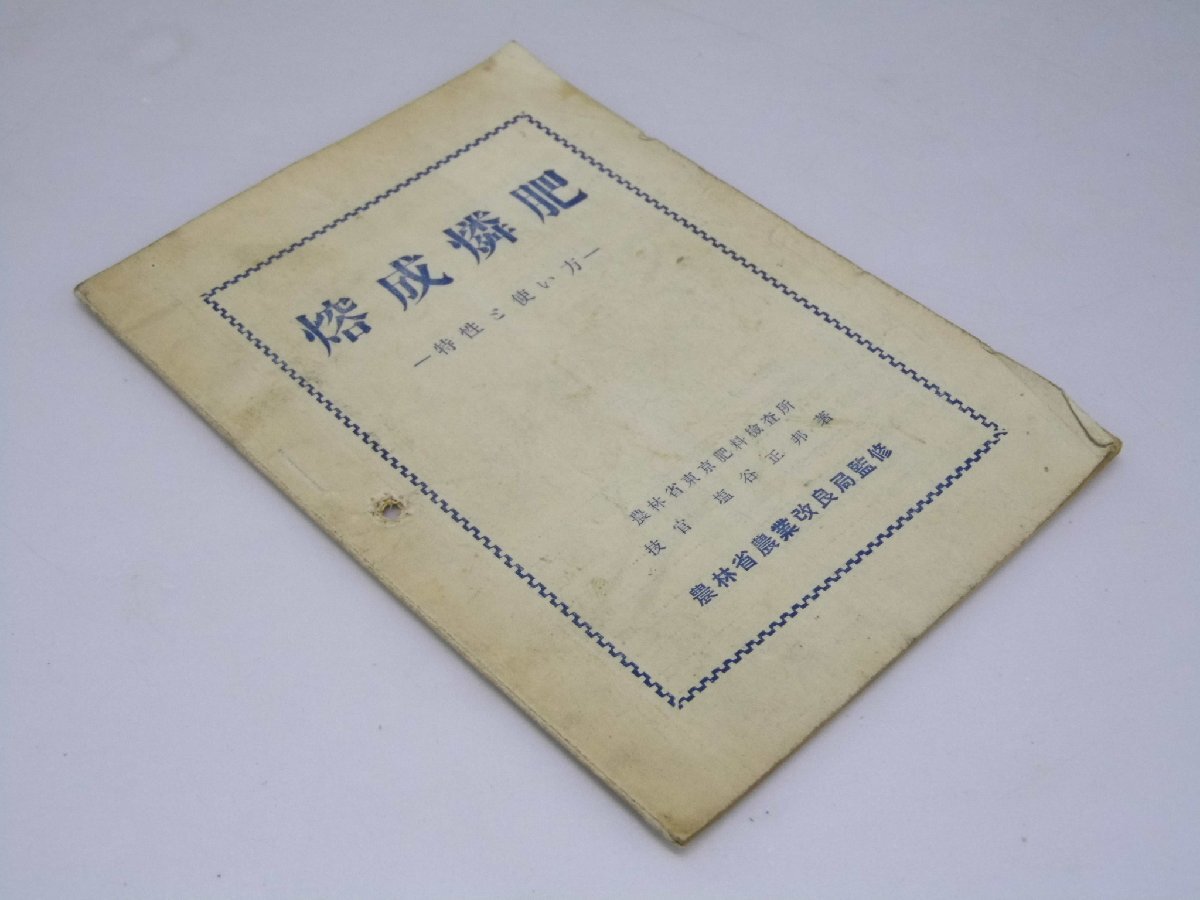 熔成燐肥
—特性と使い方—
農林省東京肥料檢査所
技官 塩谷正邦著
農林省農業改良局監修